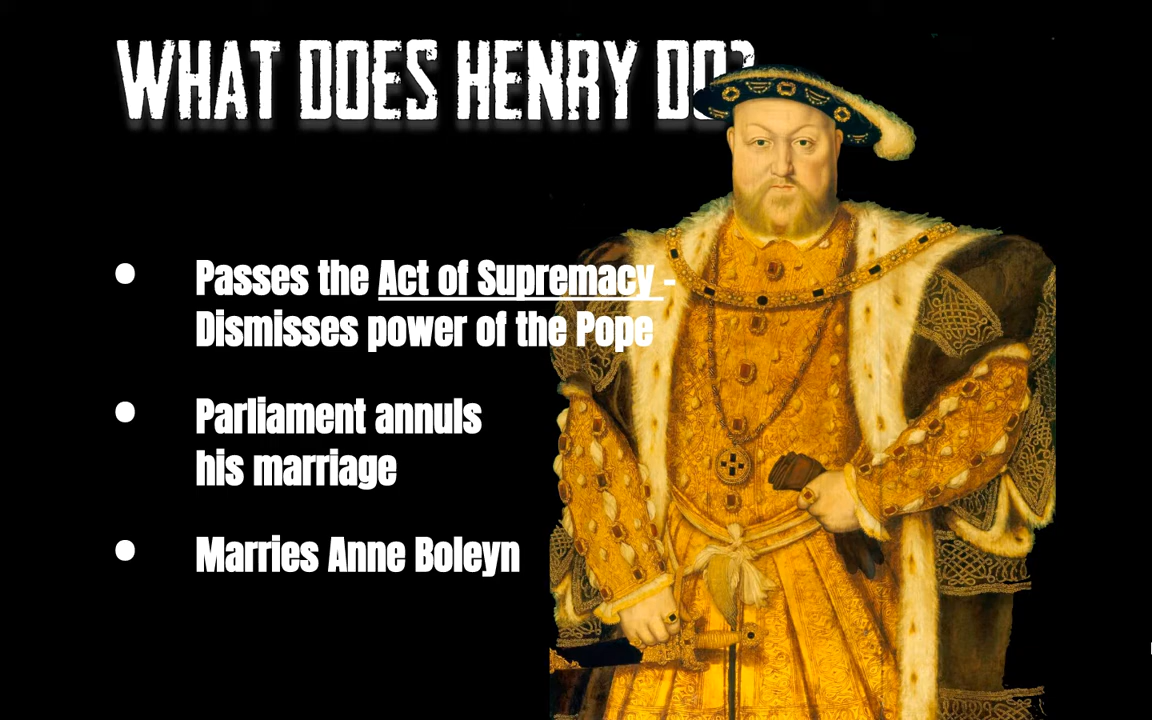 WHAT DOES HENRY DO?
• Passes the Act of Supremacy -
Dismisses power of the Pope
• Parliament annuls
his marriage
• Marries Anne Boleyn